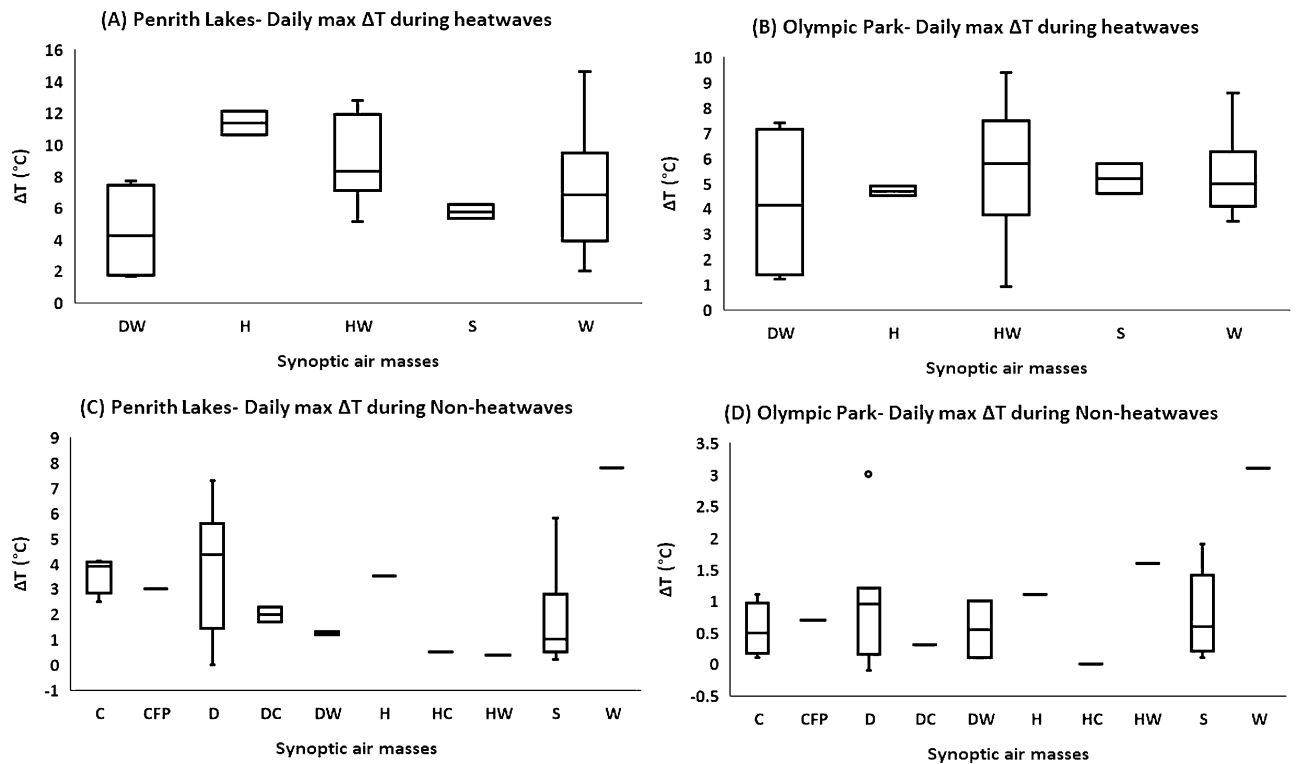 (A) Penrith Lakes- Daily max ΔT during heatwaves
16
14
12
10
8
6
4
2
0
ΔT (°C)
DW H HW S W
Synoptic air masses
(B) Olympic Park- Daily max ΔT during heatwaves
10
9
8
7
6
5
4
3
2
1
0
ΔT (°C)
DW H HW S W
Synoptic air masses
(C) Penrith Lakes- Daily max ΔT during Non-heatwaves
9
8
7
6
5
4
3
2
1
0
-1
ΔT (°C)
C CFP D DC DW H HC HW S W
Synoptic air masses
(D) Olympic Park- Daily max ΔT during Non-heatwaves
3.5
3
2.5
2
1.5
1
0.5
0
-0.5
ΔT (°C)
C CFP D DC DW H HC HW S W
Synoptic air masses